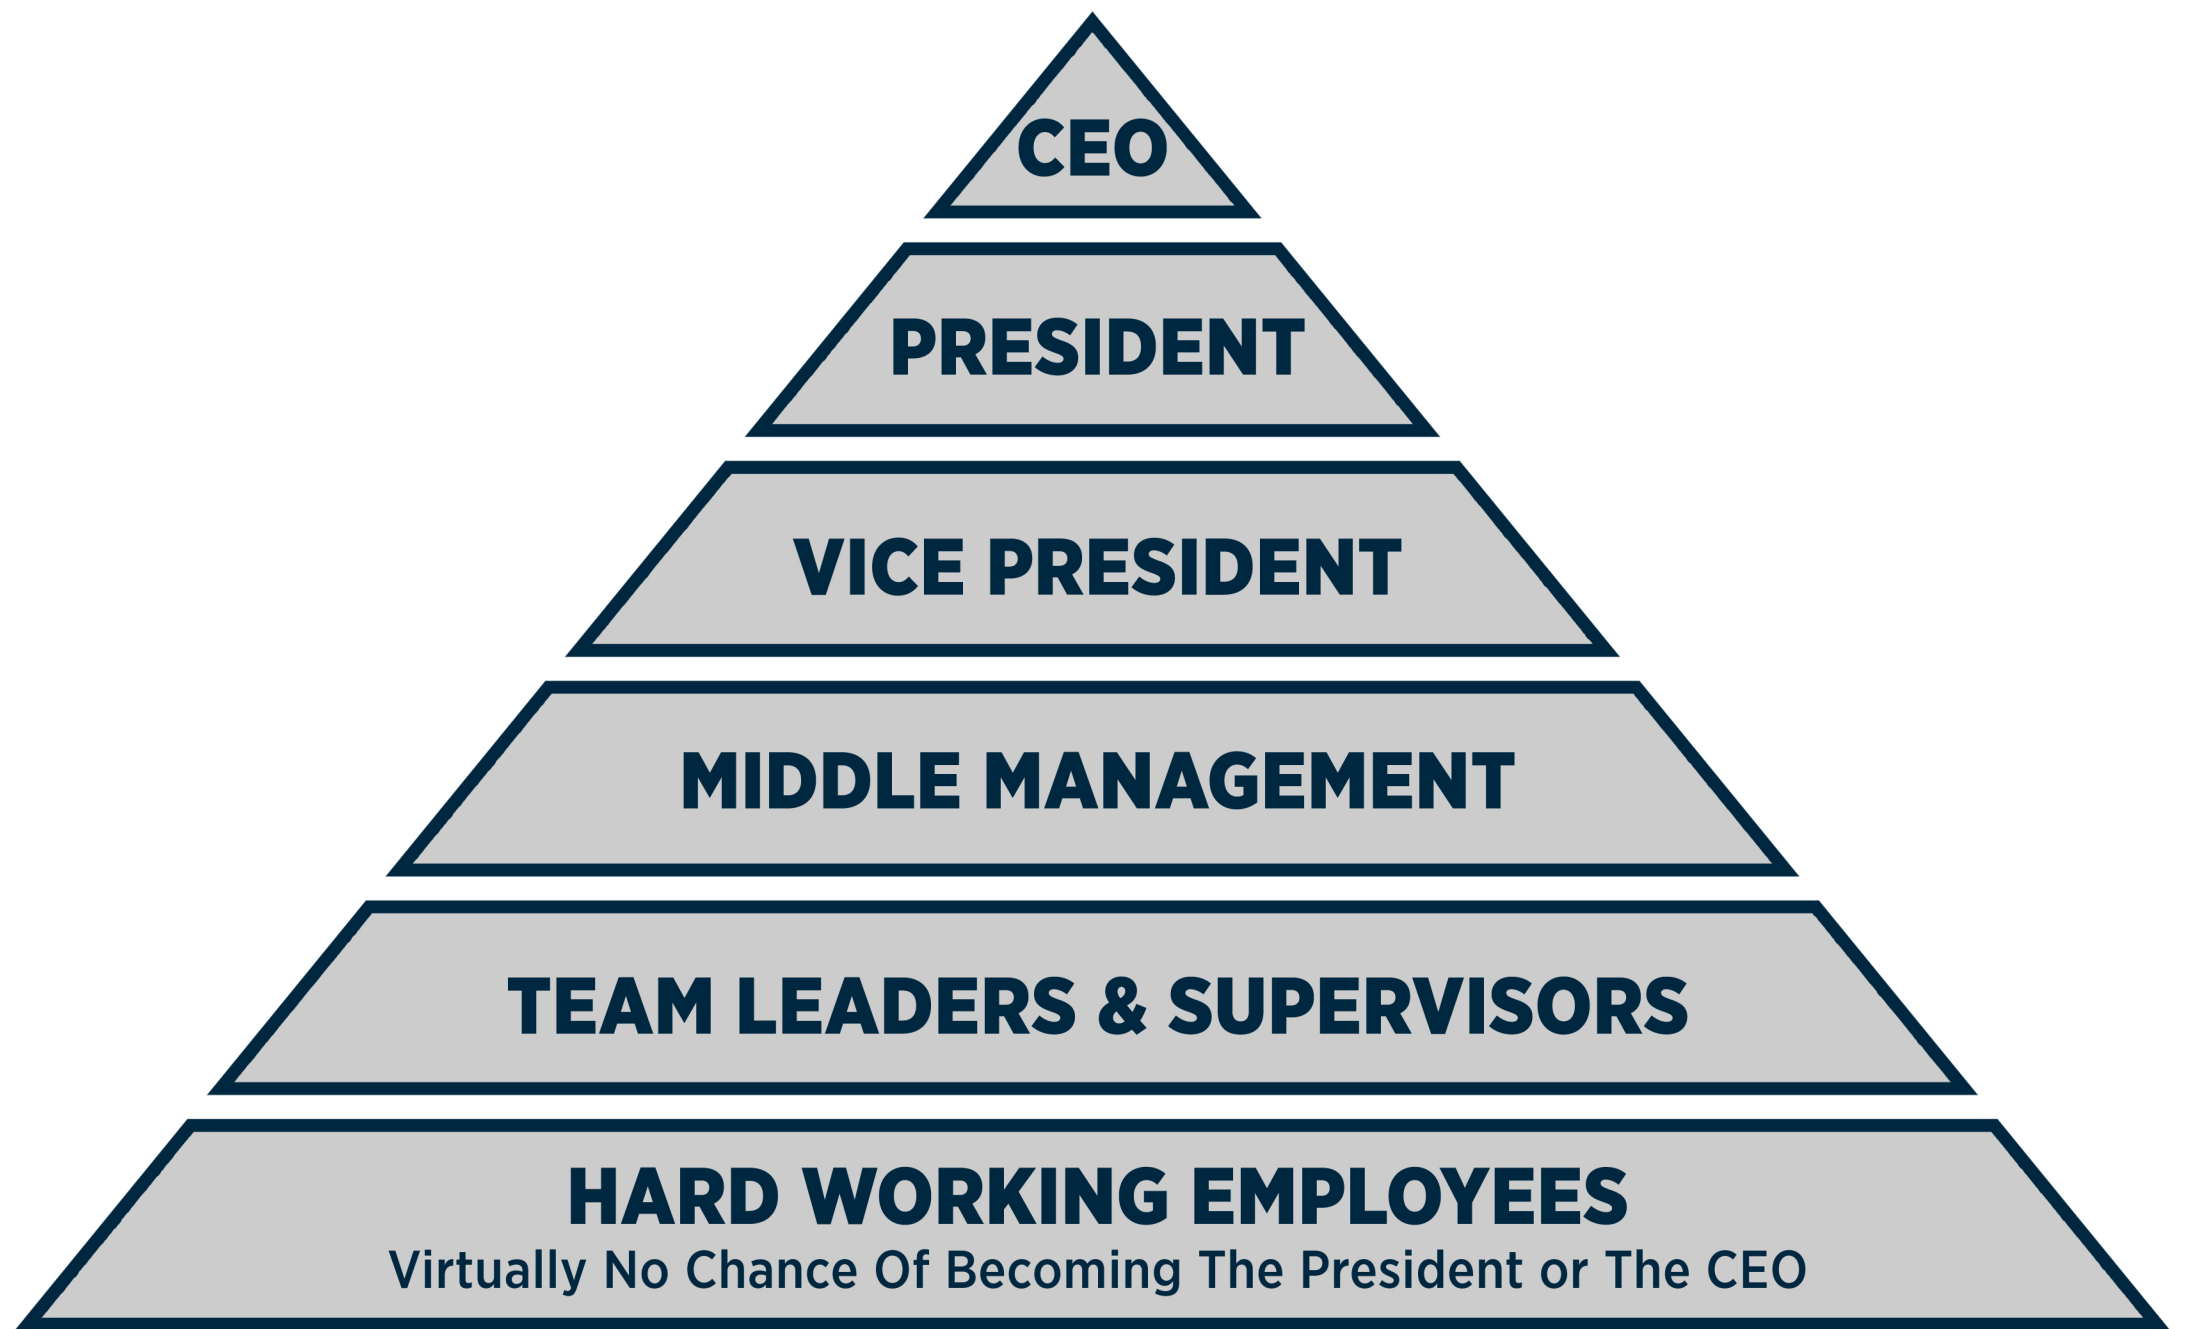 CEO
PRESIDENT
VICE PRESIDENT
MIDDLE MANAGEMENT
TEAM LEADERS & SUPERVISORS
HARD WORKING EMPLOYEES
Virtually No Chance Of Becoming The President or The CEO